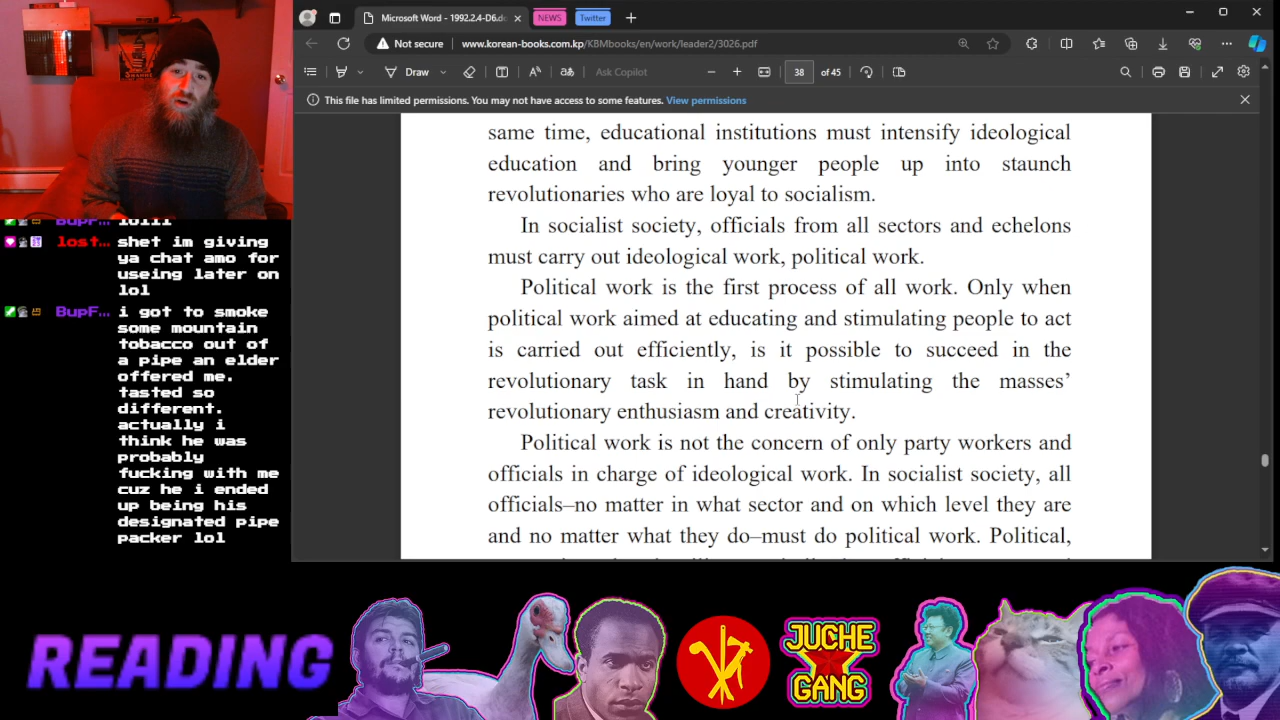 Microsoft Word - 1992.2.4-D6.do
NEWS
Twitter
Not secure
www.korean-books.com.kp/KBMbooks/en/work/leader2/3026.pdf
Draw
Ask Copilot
38
of 45
This file has limited permissions. You may not have access to some features. View permissions
same time, educational institutions must intensify ideological
education and bring younger people up into staunch
revolutionaries who are loyal to socialism.
In socialist society, officials from all sectors and echelons
must carry out ideological work, political work.
Political work is the first process of all work. Only when
political work aimed at educating and stimulating people to act
is carried out efficiently, is it possible to succeed in the
revolutionary task in hand by stimulating the masses’
revolutionary enthusiasm and creativity.
Political work is not the concern of only party workers and
officials in charge of ideological work. In socialist society, all
officials–no matter in what sector and on which level they are
and no matter what they do–must do political work. Political,
lost...
shet im giving
ya chat amo for
useing later on
lol
BupF...
i got to smoke
some mountain
tobacco out of
a pipe an elder
offered me.
tasted so
different.
actually i
think he was
probably
fucking with me
cuz he i ended
up being his
designated pipe
packer lol
READING
JUCHE
GANG